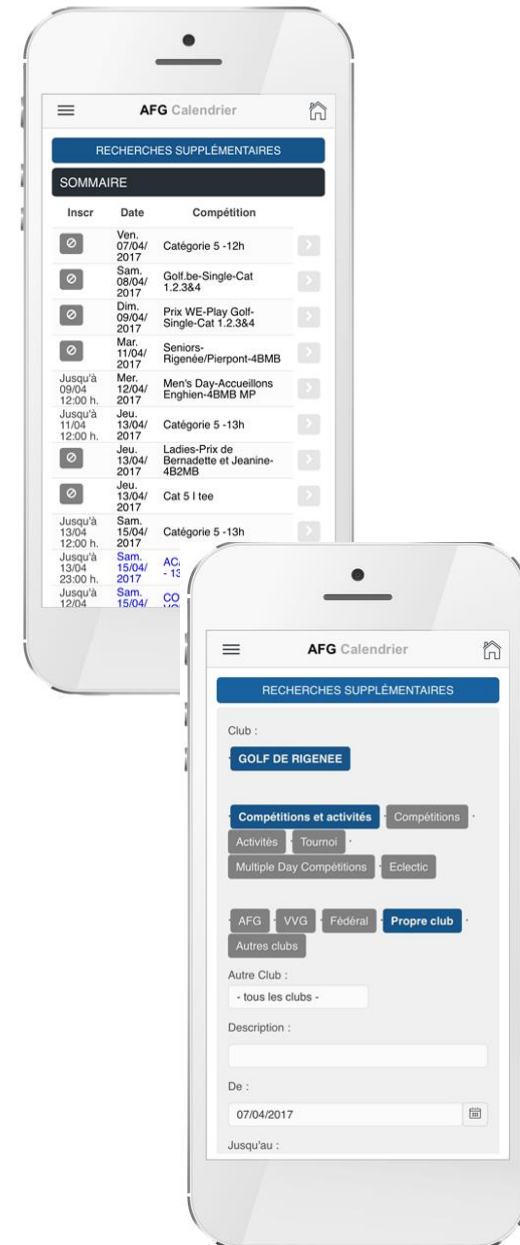 AFG Calendrier
RECHERCHES SUPPLÉMENTAIRES
SOMMAIRE
Inscr Date Compétition
Ven.
07/04/
2017
Catégorie 5 -12h
Sam.
08/04/
2017
Golf.be-Single-Cat
1.2.3&4
Dim.
09/04/
2017
Prix WE-Play Golf-
Single-Cat 1.2.3&4
Mar.
11/04/
2017
Seniors-
Rigenée/Pierpont-4BMB
Jusqu'à
09/04
12:00 h.
Mer.
12/04/
2017
Men's Day-Accueillons
Enghien-4BMB MP
Jusqu'à
11/04
12:00 h.
Jeu.
13/04/
2017
Catégorie 5 -13h
Jeu.
13/04/
2017
Ladies-Prix de
Bernadette et Jeanine-
4B2MB
Jeu.
13/04/
2017
Cat 5 I tee
Jusqu'à
13/04
12:00 h.
Sam.
15/04/
2017
Catégorie 5 -13h
Jusqu'à
13/04
23:00 h.
Sam.
15/04/
2017
Jusqu'à
12/04
Sam.
15/04/
AFG Calendrier
RECHERCHES SUPPLÉMENTAIRES
Club :
GOLF DE RIGENEE
Compétitions et activités Compétitions
Activités Tournoi
Multiple Day Compétitions Eclectic
AFG VVG Fédéral Propre club
Autres clubs
Autre Club :
- tous les clubs -
Description :
De :
07/04/2017
Jusqu'au :